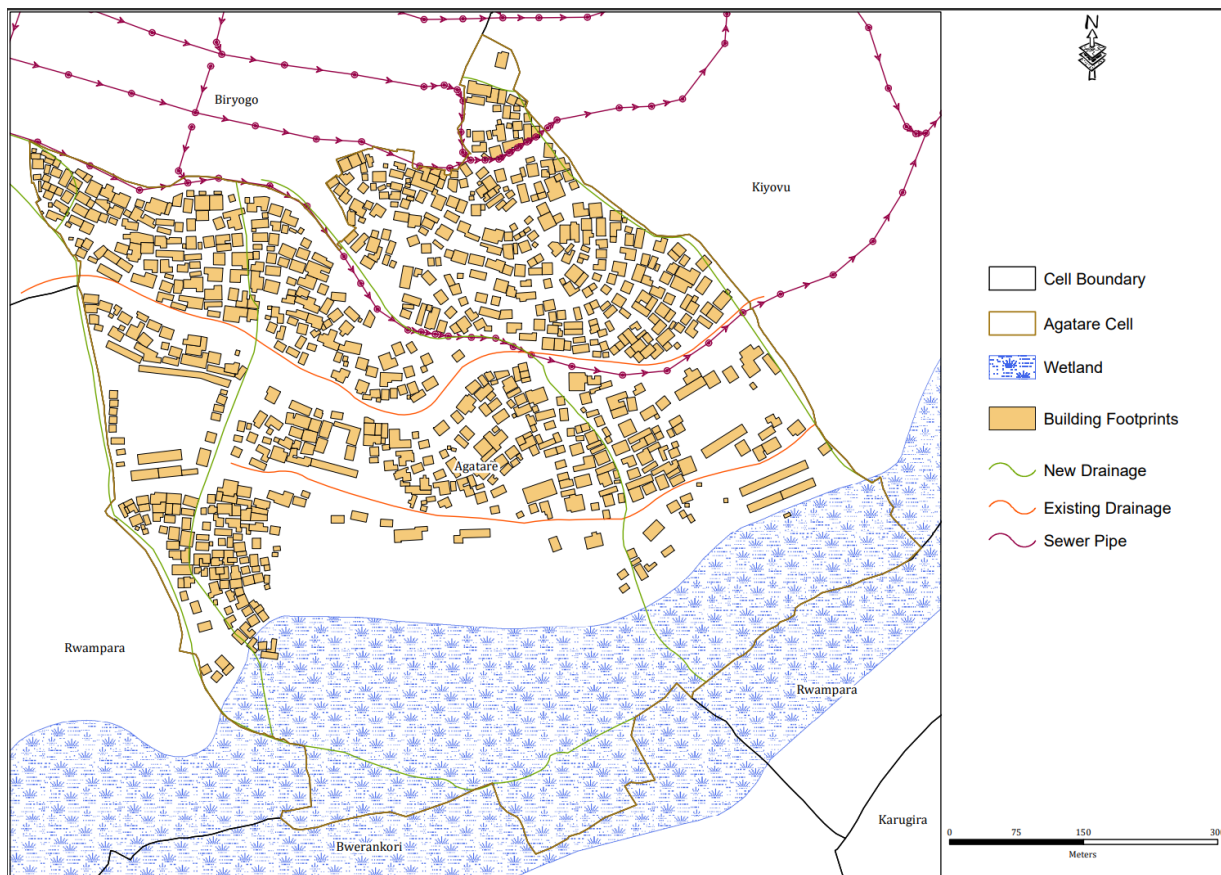 N
Biryogo
Kiyovu
Cell Boundary
Agatare Cell
Wetland
Building Footprints
Agatare
New Drainage
Existing Drainage
Sewer Pipe
Rwampara
Rwampara
Karugira
Bwerankori
0 75 150 300
Meters